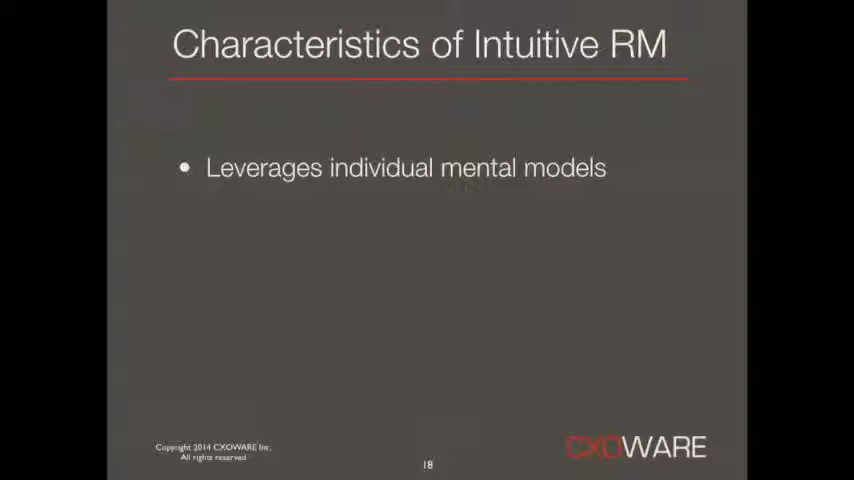 Characteristics of Intuitive RM
• Leverages individual mental models
Copyright 2014 CXOWARE Inc.
All rights reserved
18
CXOWARE